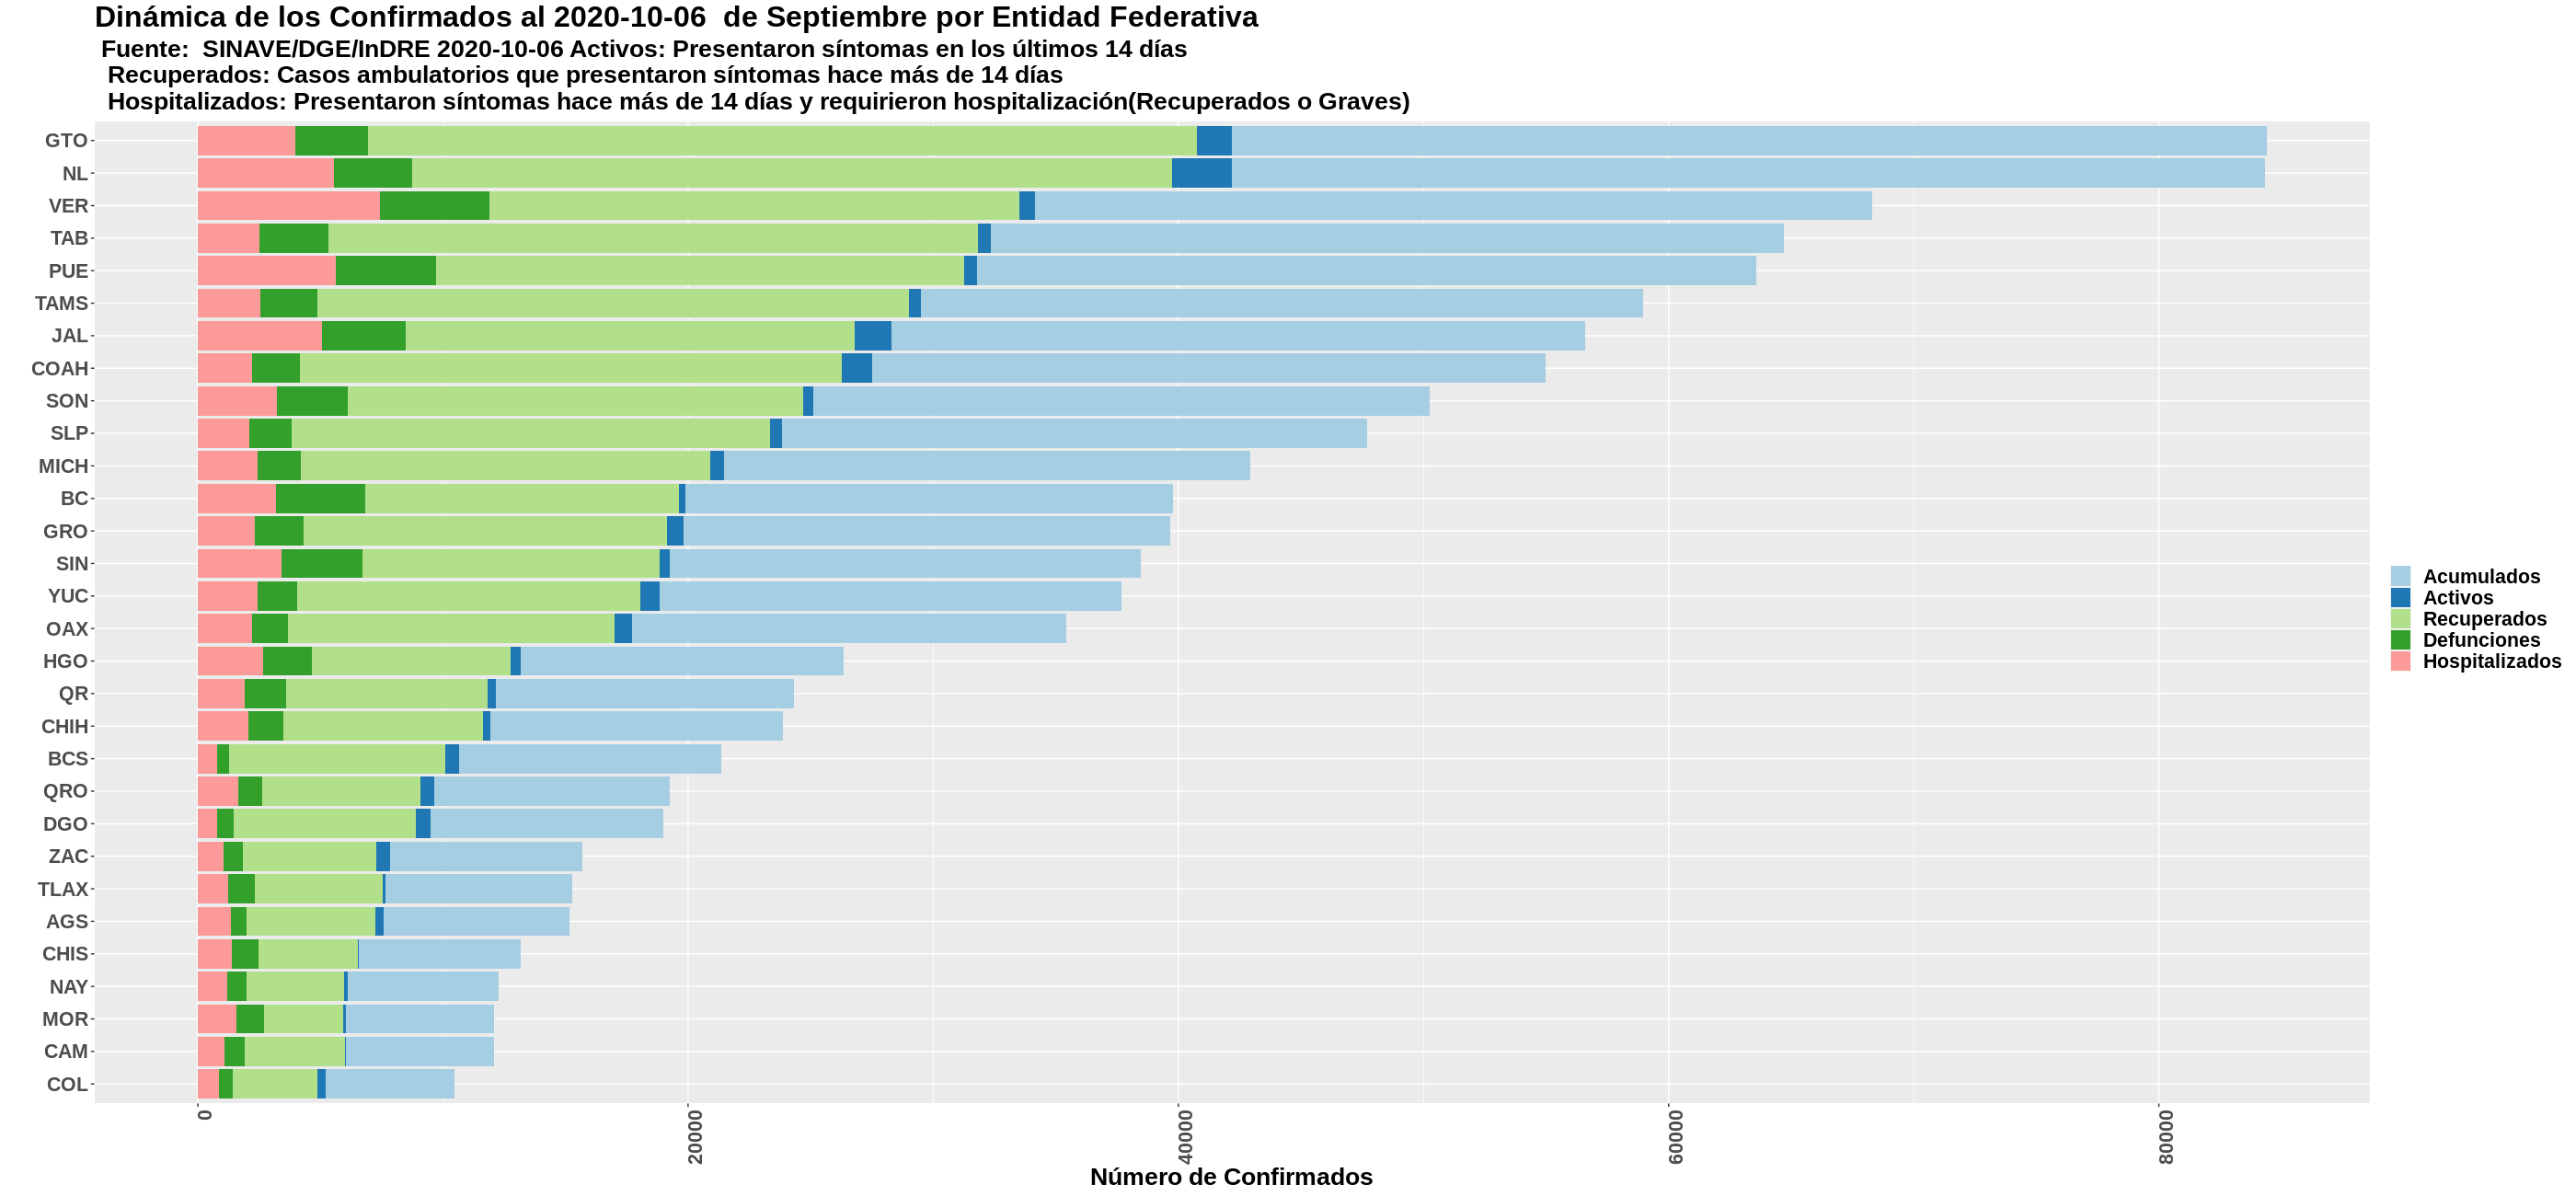 Dinámica de los Confirmados al 2020-10-06  de Septiembre por Entidad Federativa
Fuente:  SINAVE/DGE/InDRE 2020-10-06 Activos: Presentaron síntomas en los últimos 14 días
Recuperados: Casos ambulatorios que presentaron síntomas hace más de 14 días
Hospitalizados: Presentaron síntomas hace más de 14 días y requirieron hospitalización(Recuperados o Graves)
GTO
NL
VER
TAB
PUE
TAMS
JAL
COAH
SON
SLP
MICH
BC
GRO
SIN
YUC
OAX
HGO
QR
CHIH
BCS
QRO
DGO
ZAC
TLAX
AGS
CHIS
NAY
MOR
CAM
COL
0
20000
40000
60000
80000
Número de Confirmados
Acumulados
Activos
Recuperados
Defunciones
Hospitalizados